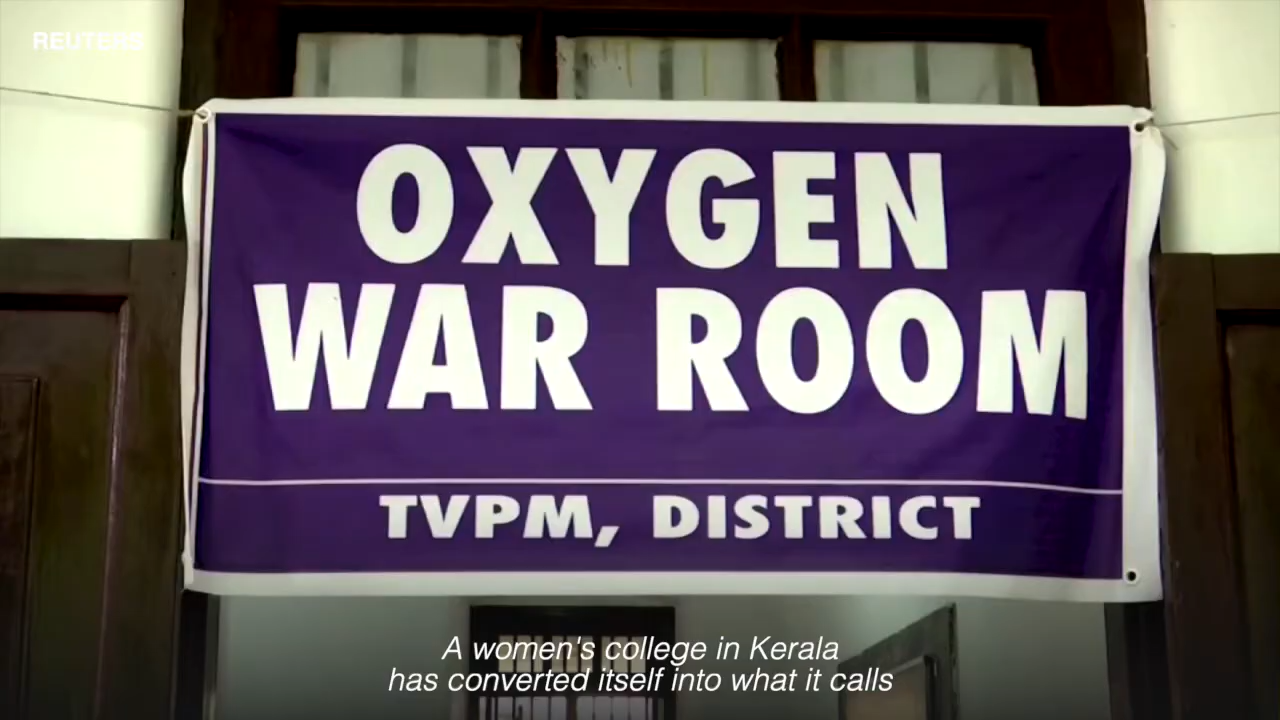 REUTERS
OXYGEN
WAR ROOM
TVPM, DISTRICT
A women's college in Kerala
has converted itself into what it calls